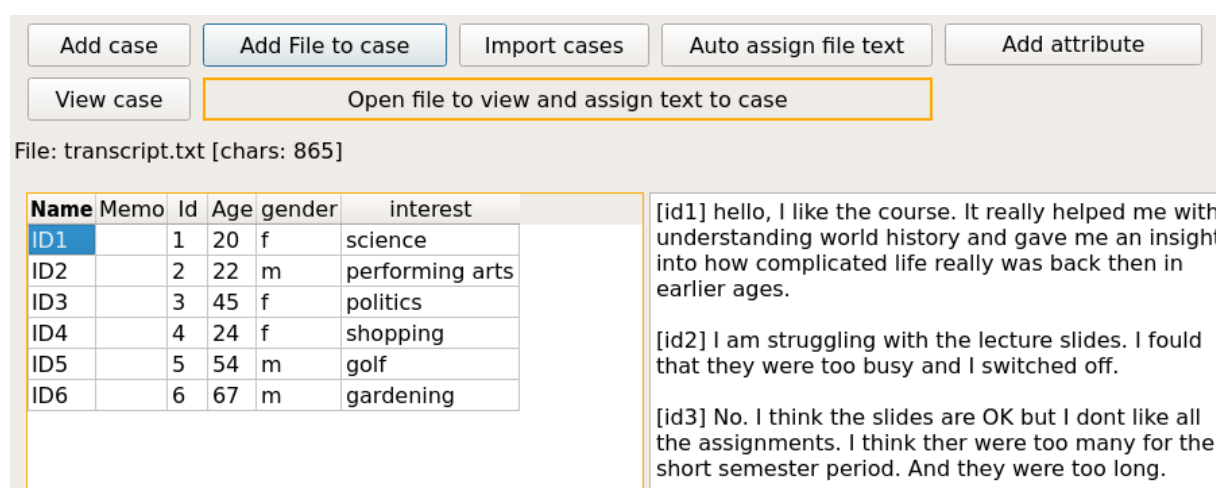 Add case Add File to case Import cases Auto assign file text Add attribute
View case Open file to view and assign text to case
File: transcript.txt [chars: 865]
Name Memo Id Age gender interest
ID1 1 20 f science
ID2 2 22 m performing arts
ID3 3 45 f politics
ID4 4 24 f shopping
ID5 5 54 m golf
ID6 6 67 m gardening
[id1] hello, I like the course. It really helped me with
understanding world history and gave me an insight
into how complicated life really was back then in
earlier ages.
[id2] I am struggling with the lecture slides. I fould
that they were too busy and I switched off.
[id3] No. I think the slides are OK but I dont like all
the assignments. I think ther were too many for the
short semester period. And they were too long.